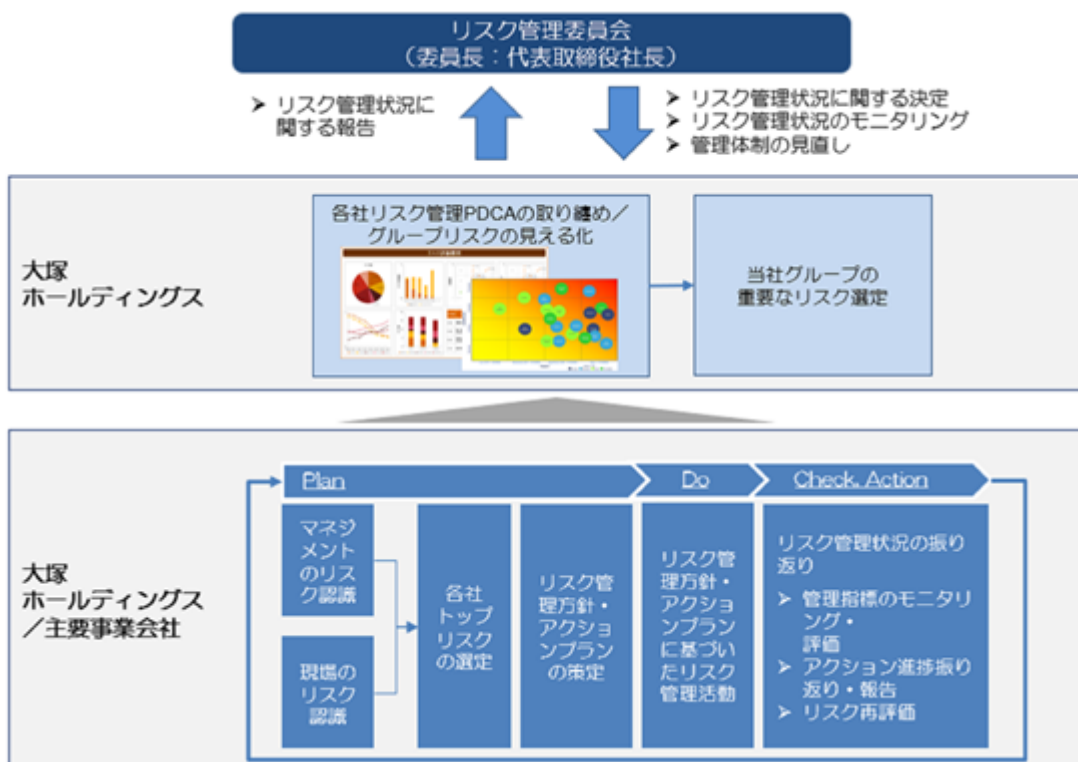 リスク管理委員会
(委員長：代表取締役社長)
➢ リスク管理状況に
関する報告
➢ リスク管理状況に関する決定
➢ リスク管理状況のモニタリング
➢ 管理体制の見直し
大塚
ホールディングス
各社リスク管理PDCAの取り纏め／
グループリスクの見える化
当社グループの
重要なリスク選定
大塚
ホールディングス
／主要事業会社
Plan
Do
Check, Action
マネジ
メント
のリス
ク認識
現場の
リスク
認識
各社
トップ
リスク
の選定
リスク管
理方針・
アクショ
ンプラン
の策定
リスク管
理方針・
アクショ
ンプラン
に基づい
たリスク
管理活動
リスク管理状況の振り
返り
➢ 管理指標のモニタリ
ング・
評価
➢ アクション進捗振り
返り・報告
➢ リスク再評価